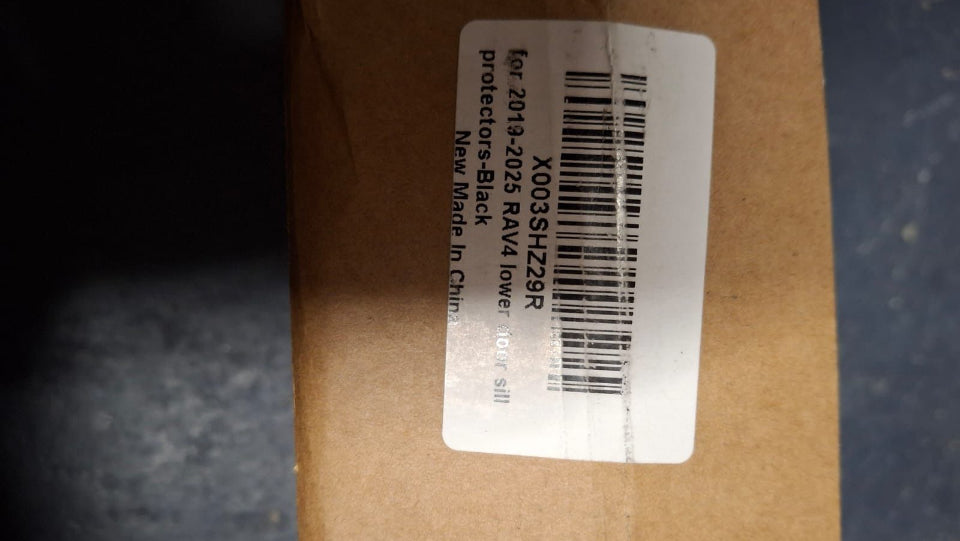 X003SHZ29R
for 2019-2025 RAV4 lower door sill
protectors-Black
New Made In China